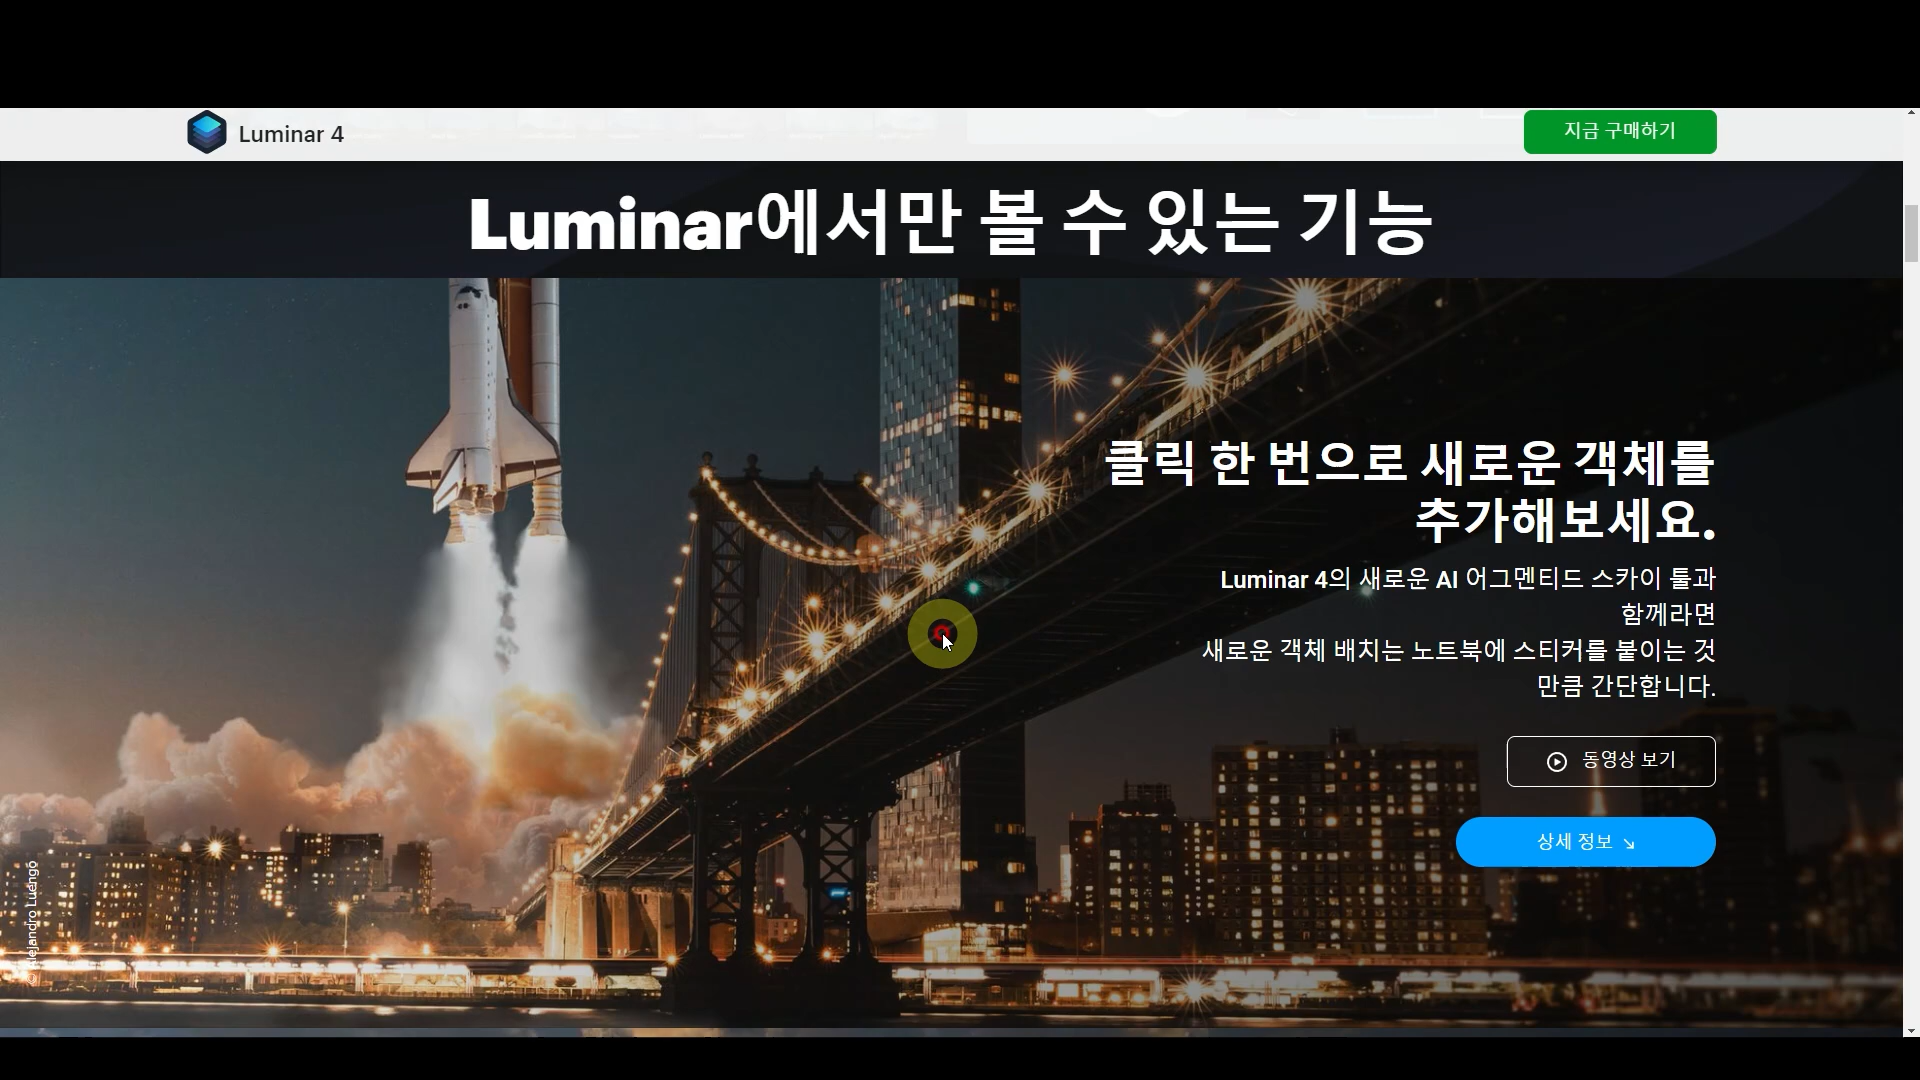 Luminar 4
지금 구매하기
Luminar에서만 볼 수 있는 기능
클릭 한 번으로 새로운 객체를
추가해보세요.
Luminar 4의 새로운 AI 어그멘티드 스카이 툴과
함께라면
새로운 객체 배치는 노트북에 스티커를 붙이는 것
만큼 간단합니다.
동영상 보기
상세 정보 ↘
© Alejandro Luengo